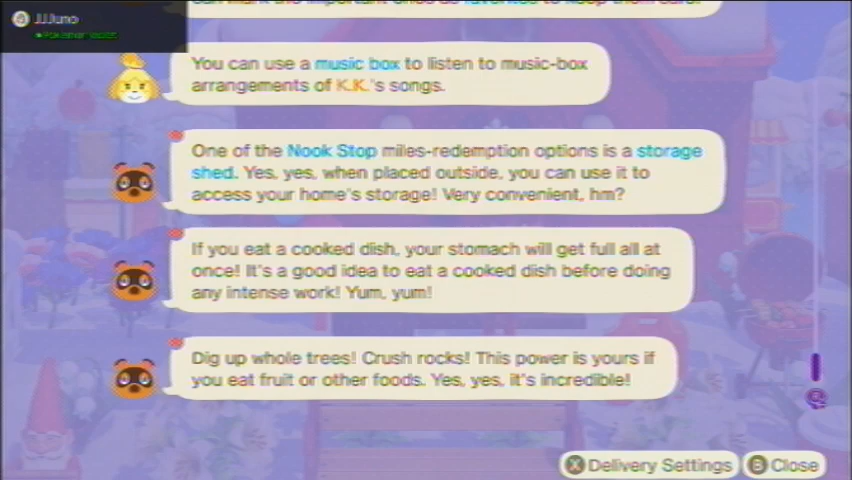 JJJuno
You can use a music box to listen to music-box
arrangements of K.K.'s songs.
One of the Nook Stop miles-redemption options is a storage
shed. Yes, yes, when placed outside, you can use it to
access your home's storage! Very convenient, hm?
If you eat a cooked dish, your stomach will get full all at
once! It's a good idea to eat a cooked dish before doing
any intense work! Yum, yum!
Dig up whole trees! Crush rocks! This power is yours if
you eat fruit or other foods. Yes, yes, it's incredible!
X Delivery Settings
B Close